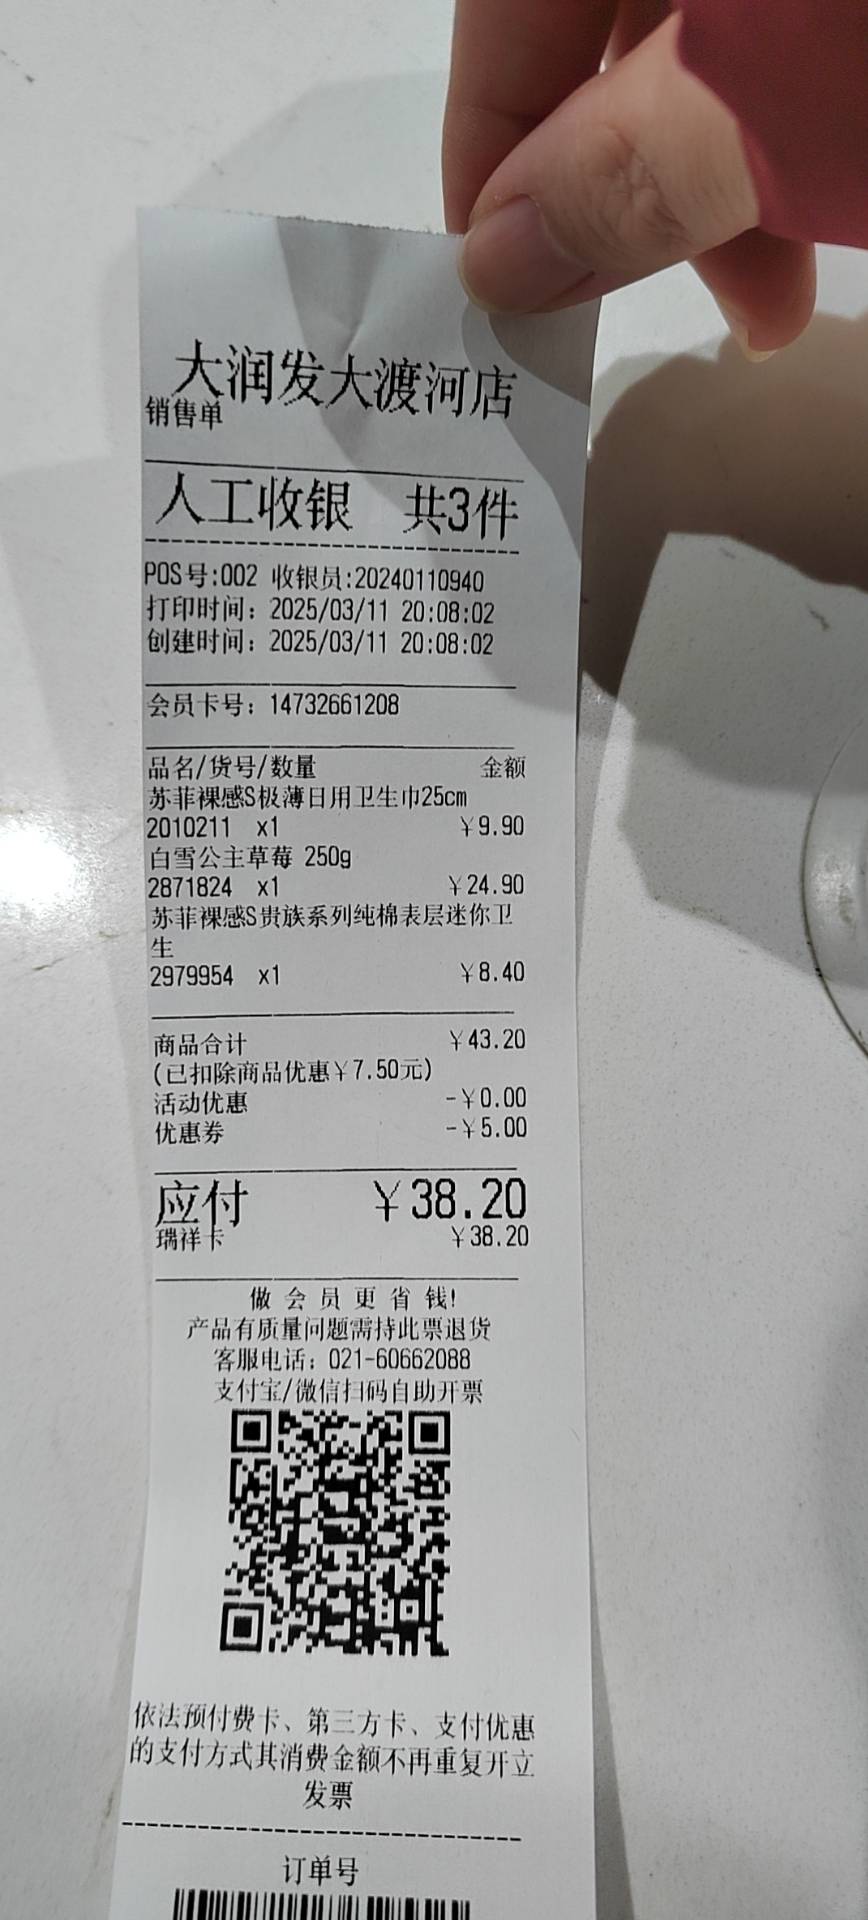 大润发大渡河店
销售单
人工收银 共3件
POS号:002 收银员:20240110940
打印时间：2025/03/11 20:08:02
创建时间：2025/03/11 20:08:02
会员卡号：14732661208
品名/货号/数量 金额
苏菲裸感S极薄日用卫生巾25cm
2010211 x1 ￥9.90
白雪公主草莓 250g
2871824 x1 ￥24.90
苏菲裸感S贵族系列纯棉表层迷你卫
生
2979954 x1 ￥8.40
商品合计 ￥43.20
(已扣除商品优惠￥7.50元)
活动优惠 -￥0.00
优惠券 -￥5.00
应付 ￥38.20
瑞祥卡 ￥38.20
做会员更省钱!
产品有质量问题需持此票退货
客服电话：021-60662088
支付宝/微信扫码自助开票
依法预付费卡、第三方卡、支付优惠
的支付方式其消费金额不再重复开立
发票
订单号